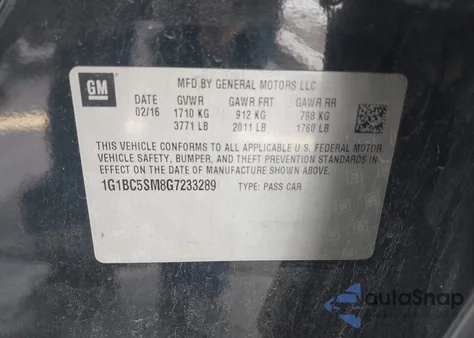 GM
MFD BY GENERAL MOTORS LLC
DATE GVWR GAWR FRT GAWR RR
02/16 1710 KG 912 KG 798 KG
3771 LB 2011 LB 1760 LB
THIS VEHICLE CONFORMS TO ALL APPLICABLE U.S. FEDERAL MOTOR
VEHICLE SAFETY, BUMPER, AND THEFT PREVENTION STANDARDS IN
EFFECT ON THE DATE OF MANUFACTURE SHOWN ABOVE.
1G1BC5SM8G7233289 TYPE: PASS CAR
autoSnap